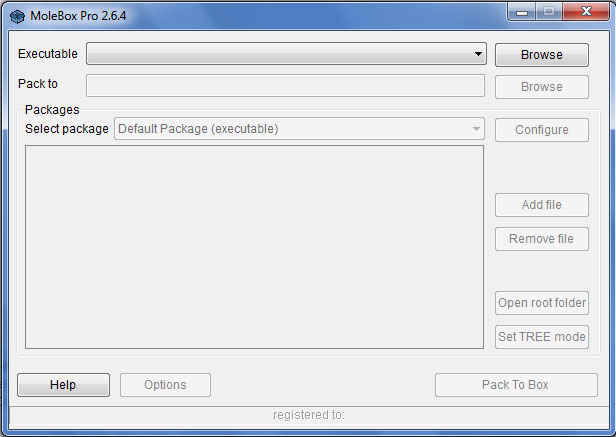 MoleBox Pro 2.6.4
Executable
Browse
Pack to
Browse
Packages
Select package
Default Package (executable)
Configure
Add file
Remove file
Open root folder
Set TREE mode
Help
Options
Pack To Box
registered to: